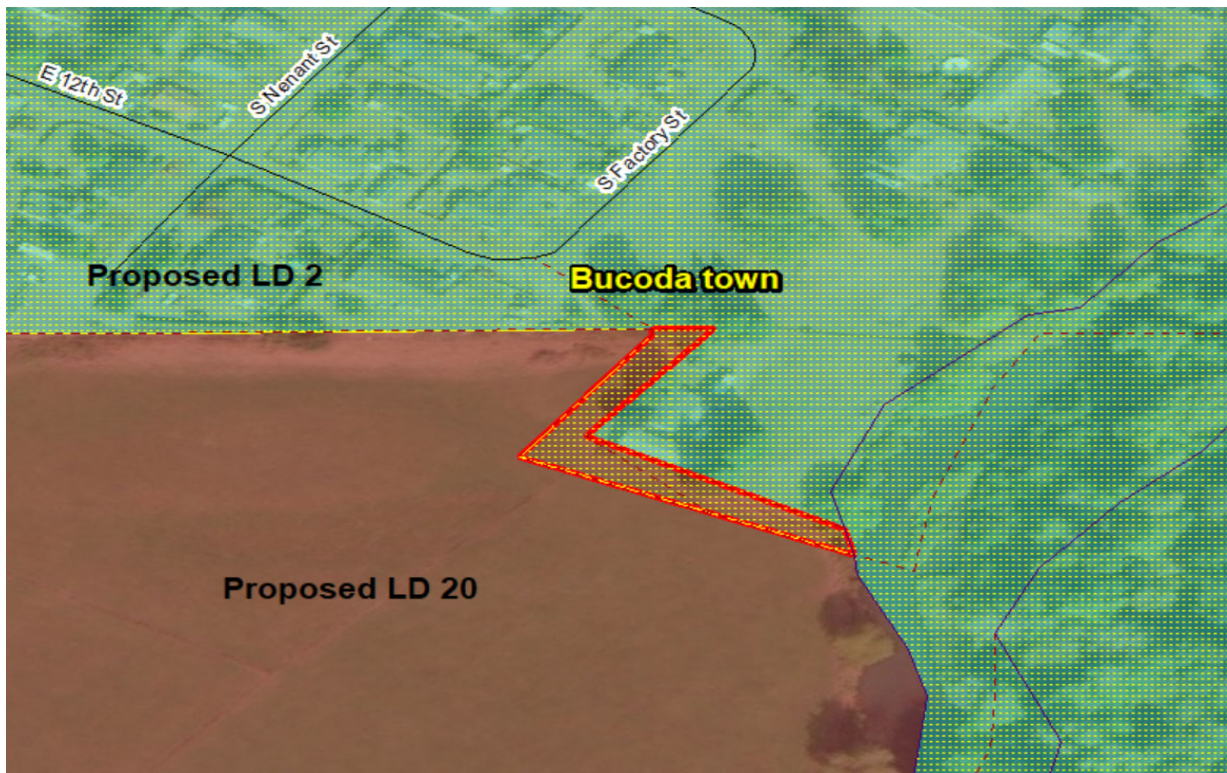 E 12th St
S Nenant St
S Factory St
Proposed LD 2
Bucoda town
Proposed LD 20